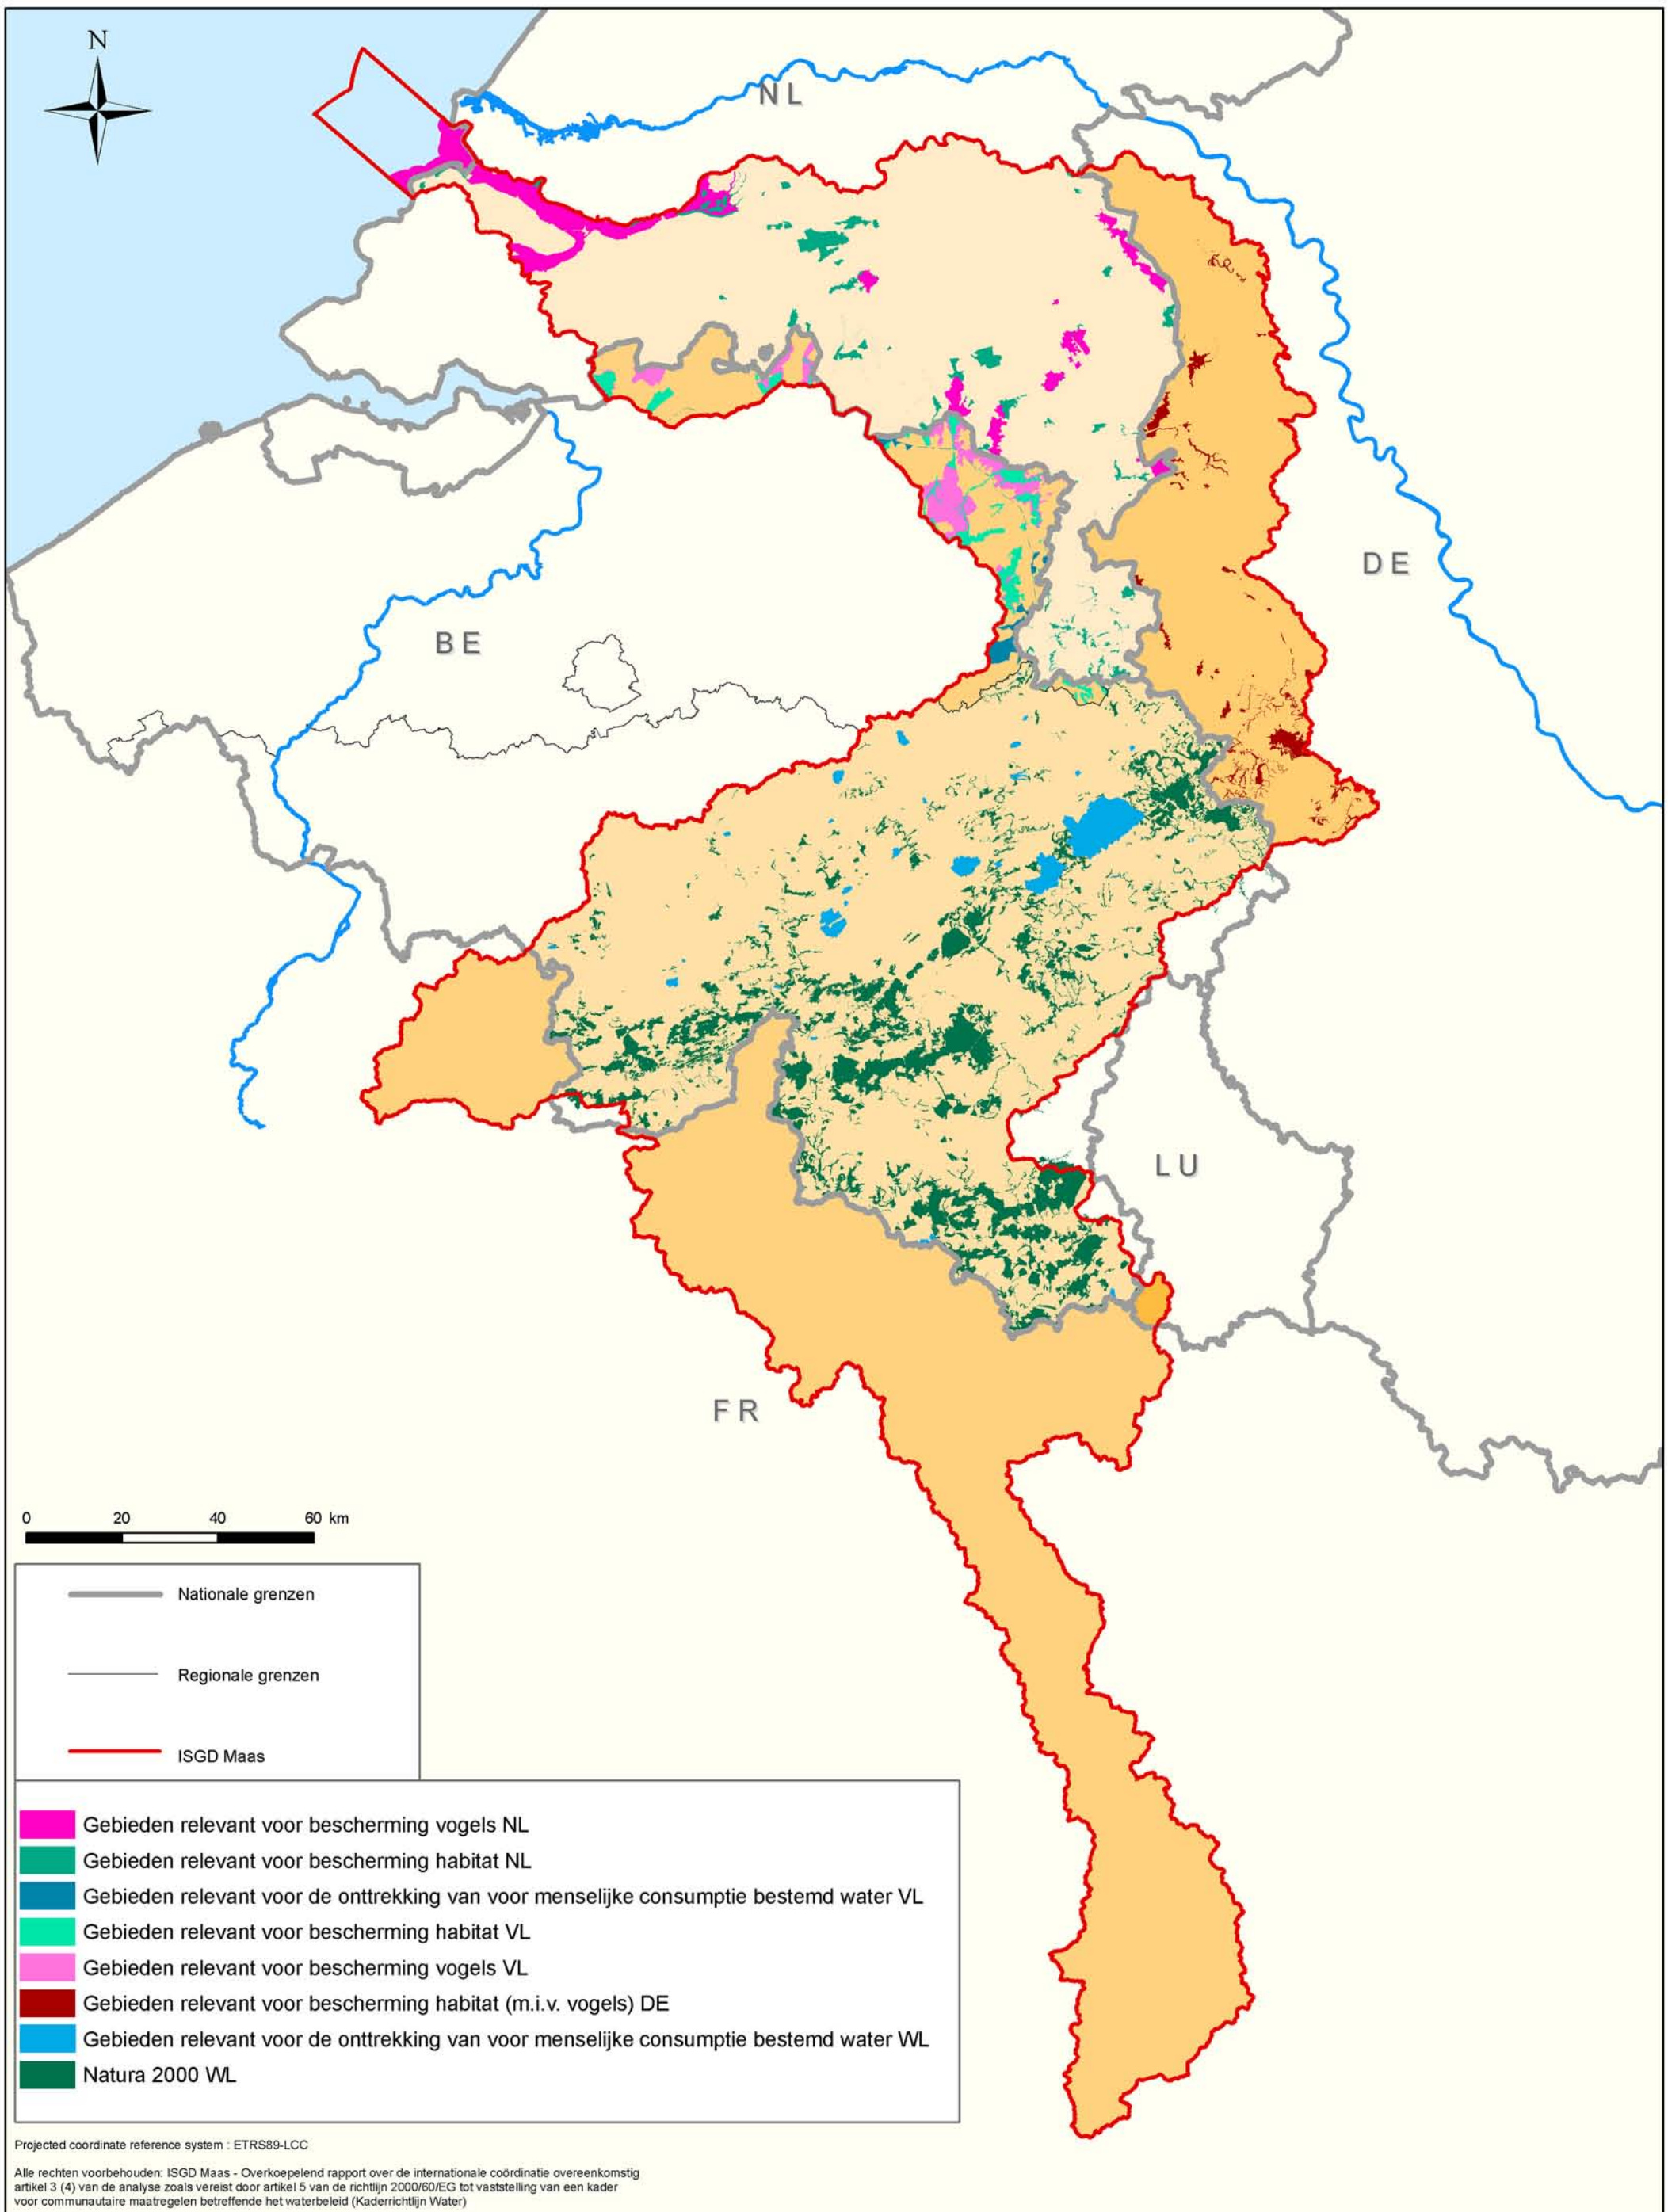 N
NL
DE
BE
LU
FR
0 20 40 60 km
Nationale grenzen
Regionale grenzen
ISGD Maas
Gebieden relevant voor bescherming vogels NL
Gebieden relevant voor bescherming habitat NL
Gebieden relevant voor de onttrekking van voor menselijke consumptie bestemd water VL
Gebieden relevant voor bescherming habitat VL
Gebieden relevant voor bescherming vogels VL
Gebieden relevant voor bescherming habitat (m.i.v. vogels) DE
Gebieden relevant voor de onttrekking van voor menselijke consumptie bestemd water WL
Natura 2000 WL
Projected coordinate reference system : ETRS89-LCC
Alle rechten voorbehouden: ISGD Maas - Overkoepelend rapport over de internationale coördinatie overeenkomstig
artikel 3 (4) van de analyse zoals vereist door artikel 5 van de richtlijn 2000/60/EG tot vaststelling van een kader
voor communautaire maatregelen betreffende het waterbeleid (Kaderrichtlijn Water)